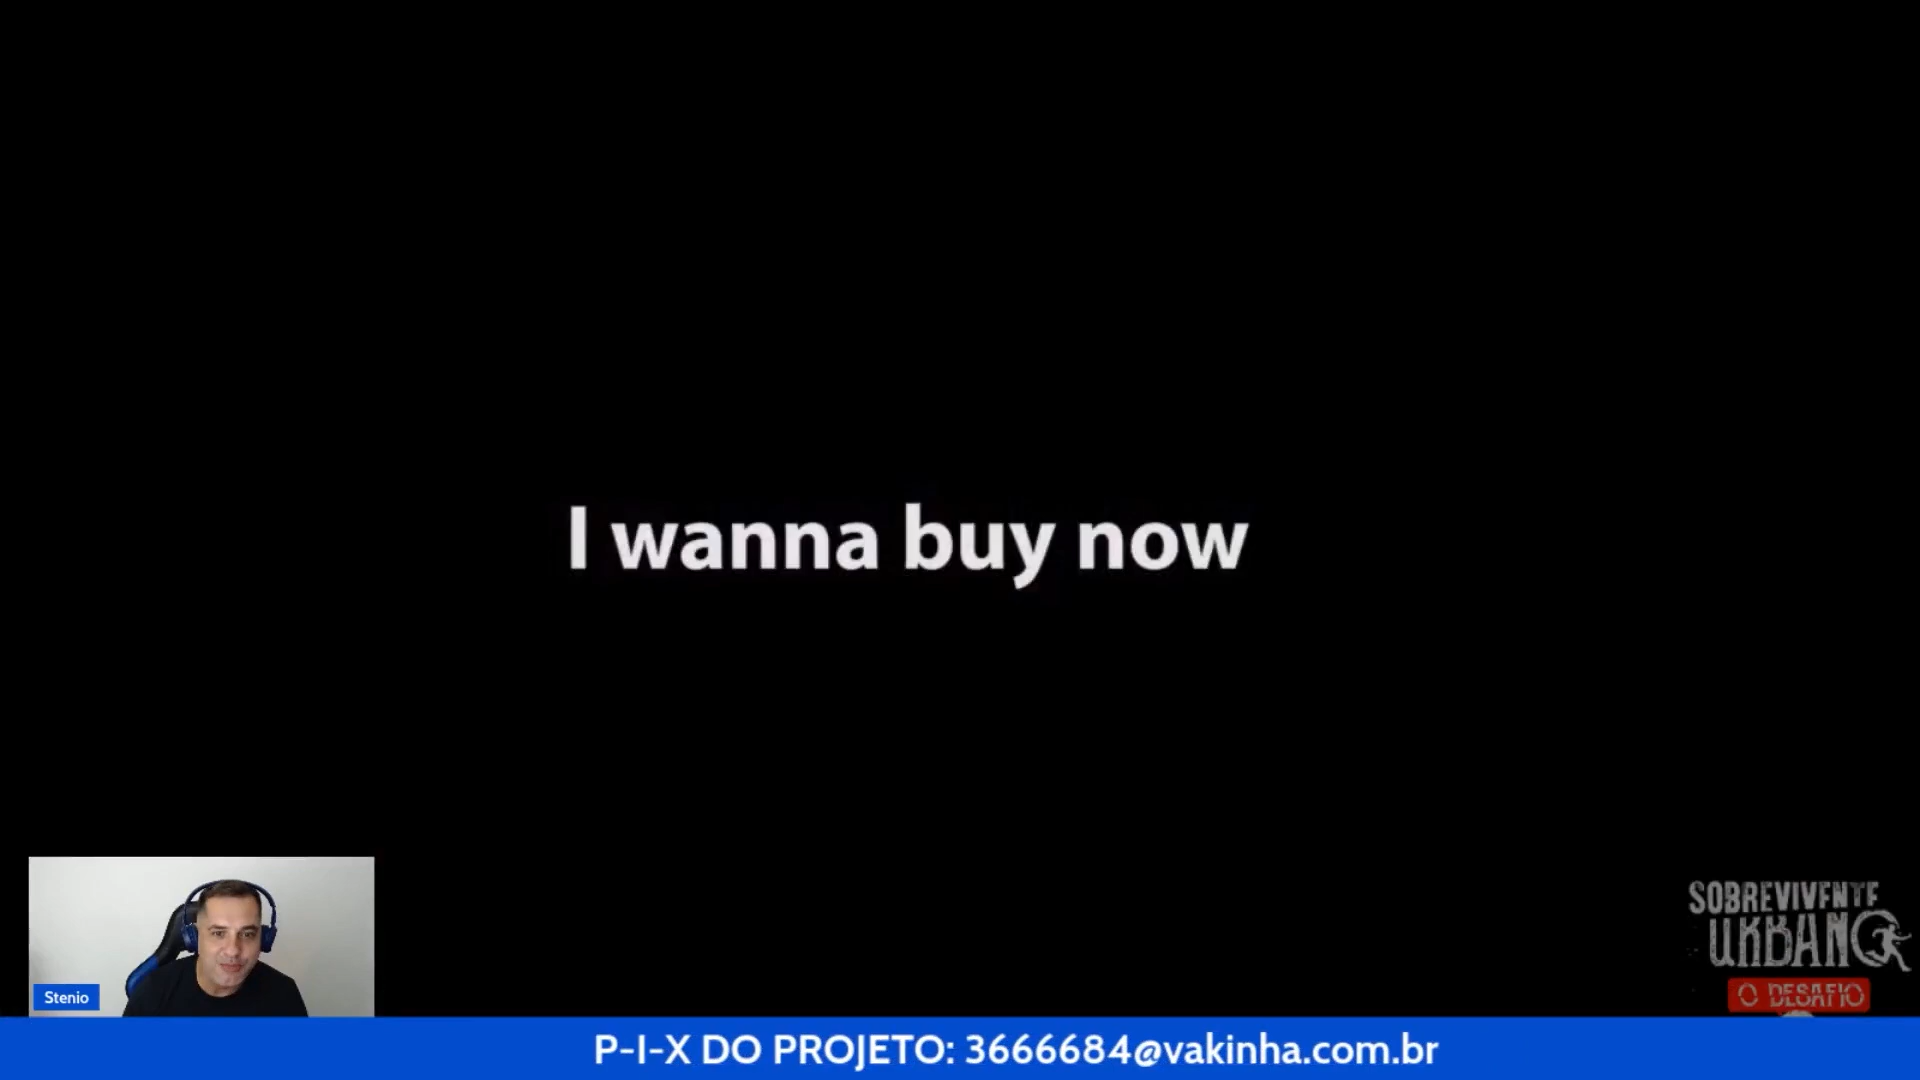 I wanna buy now
Stenio
SOBREVIVENTE
URBANO
O DESAFIO
P-I-X DO PROJETO: 3666684@vakinha.com.br